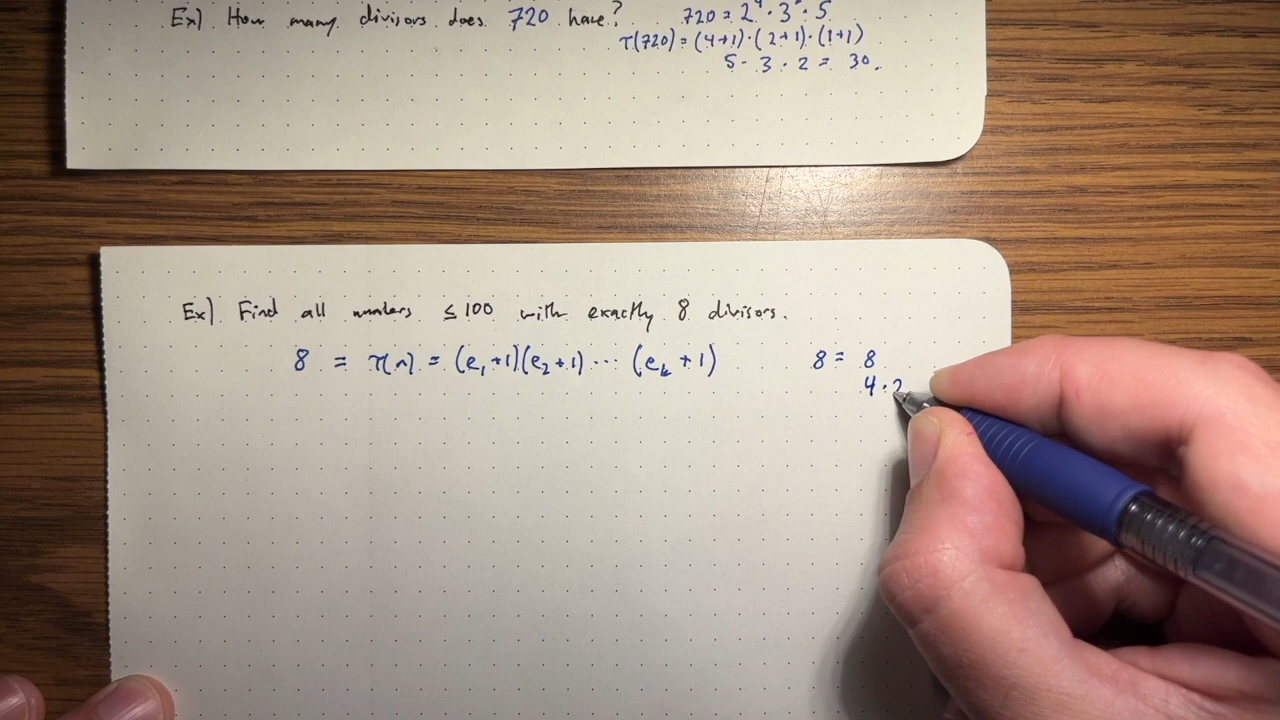 Ex) How many divisors does 720 have?
720 = 2⁴ · 3² · 5
τ(720) = (4+1) · (2+1) · (1+1)
5 · 3 · 2 = 30.
Ex) Find all numbers ≤ 100 with exactly 8 divisors.
8 = τ(n) = (e₁+1)(e₂+1) ··· (eₖ+1)
8 = 8
4 · 2